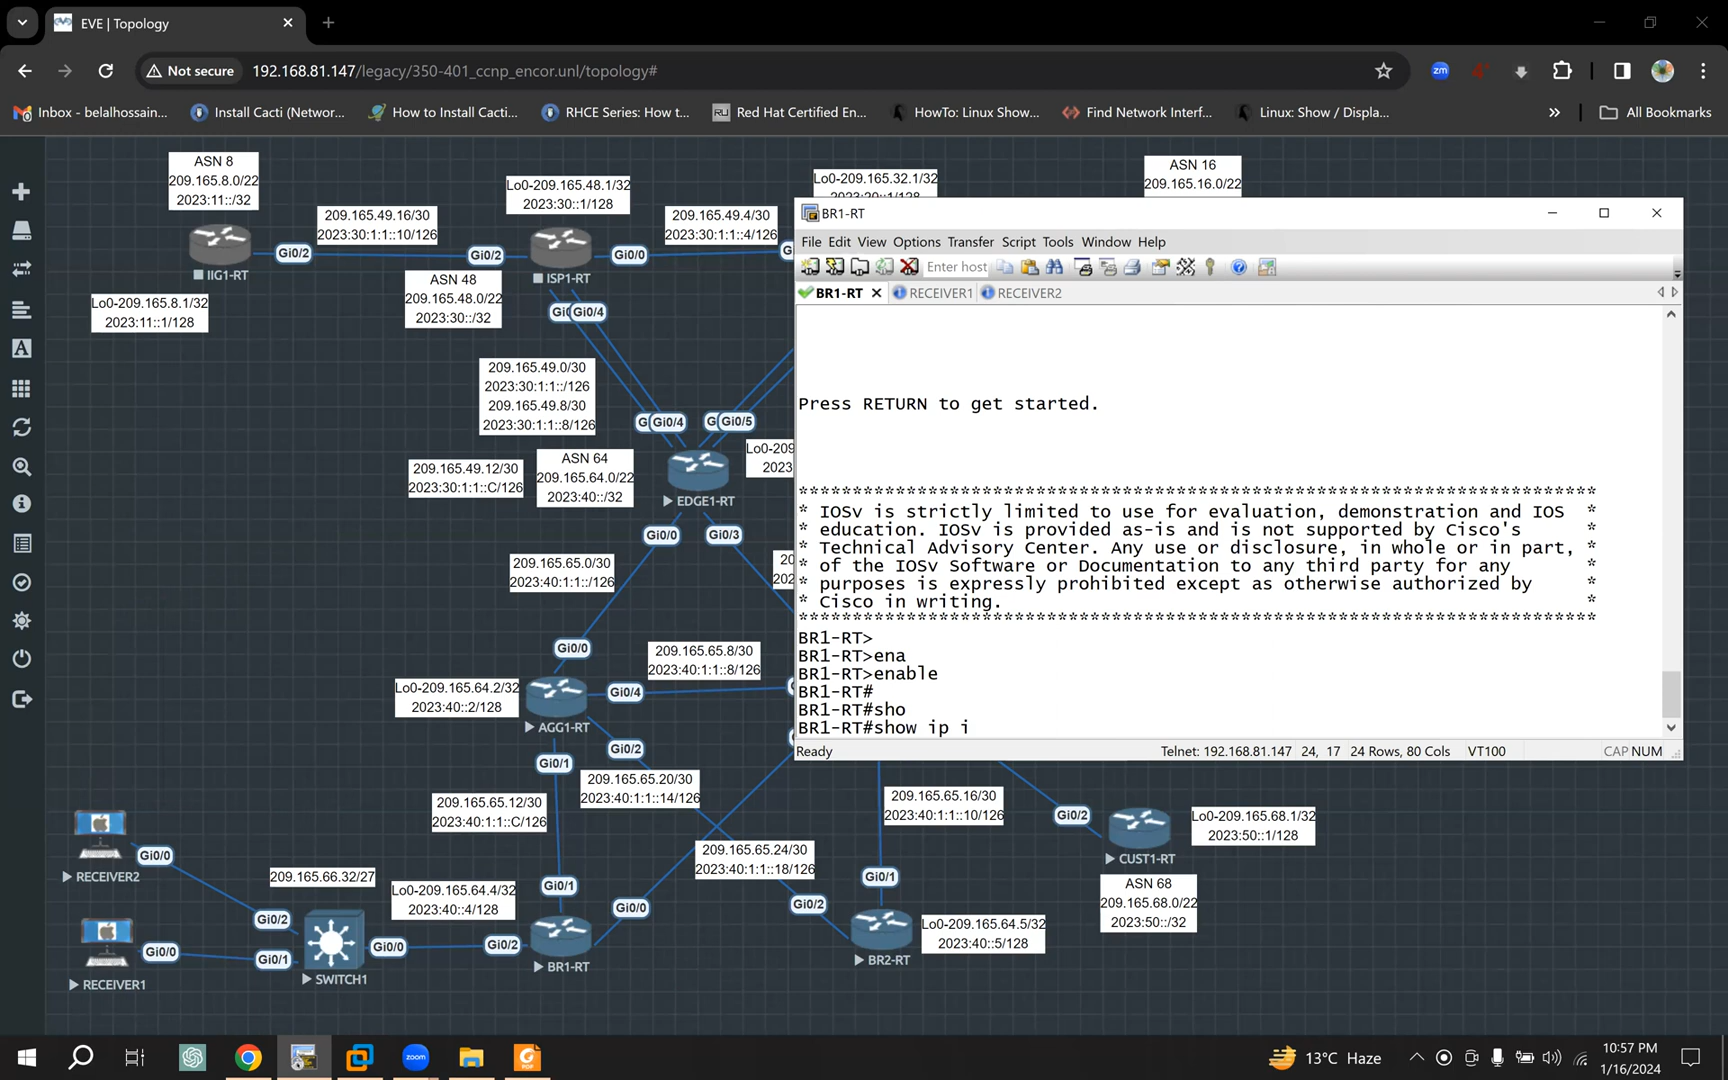 EVE | Topology
Not secure
192.168.81.147/legacy/350-401_ccnp_encor.unl/topology#
zm
Inbox - belalhossain...
Install Cacti (Networ...
How to Install Cacti...
RHCE Series: How t...
RU
Red Hat Certified En...
HowTo: Linux Show...
Find Network Interf...
Linux: Show / Displa...
All Bookmarks
ASN 8
209.165.8.0/22
2023:11::/32
209.165.49.16/30
2023:30:1:1::10/126
Lo0-209.165.48.1/32
2023:30::1/128
209.165.49.4/30
2023:30:1:1::4/126
Lo0-209.165.32.1/32
ASN 16
209.165.16.0/22
Gi0/2
IIG1-RT
Gi0/2
ISP1-RT
Gi0/0
Lo0-209.165.8.1/32
2023:11::1/128
ASN 48
209.165.48.0/22
2023:30::/32
Gi0/4
209.165.49.0/30
2023:30:1:1::/126
209.165.49.8/30
2023:30:1:1::8/126
Gi0/4
Gi0/5
209.165.49.12/30
2023:30:1:1::C/126
ASN 64
209.165.64.0/22
2023:40::/32
EDGE1-RT
Gi0/0
Gi0/3
209.165.65.0/30
2023:40:1:1::/126
Gi0/0
209.165.65.8/30
2023:40:1:1::8/126
Lo0-209.165.64.2/32
2023:40::2/128
Gi0/4
AGG1-RT
Gi0/2
Gi0/1
209.165.65.20/30
2023:40:1:1::14/126
209.165.65.12/30
2023:40:1:1::C/126
209.165.65.16/30
2023:40:1:1::10/126
Gi0/2
CUST1-RT
Lo0-209.165.68.1/32
2023:50::1/128
209.165.65.24/30
2023:40:1:1::18/126
ASN 68
209.165.68.0/22
2023:50::/32
RECEIVER2
Gi0/0
209.165.66.32/27
Lo0-209.165.64.4/32
2023:40::4/128
Gi0/1
Gi0/0
Gi0/2
Gi0/1
Gi0/2
Lo0-209.165.64.5/32
2023:40::5/128
BR2-RT
RECEIVER1
Gi0/0
Gi0/1
SWITCH1
Gi0/0
Gi0/2
BR1-RT
BR1-RT
File Edit View Options Transfer Script Tools Window Help
Enter host
BR1-RT
RECEIVER1
RECEIVER2
Press RETURN to get started.
**************************************************************************
* IOSv is strictly limited to use for evaluation, demonstration and IOS  *
* education. IOSv is provided as-is and is not supported by Cisco's      *
* Technical Advisory Center. Any use or disclosure, in whole or in part, *
* of the IOSv Software or Documentation to any third party for any       *
* purposes is expressly prohibited except as otherwise authorized by     *
* Cisco in writing.                                                      *
**************************************************************************
BR1-RT>
BR1-RT>ena
BR1-RT>enable
BR1-RT#
BR1-RT#sho
BR1-RT#show ip i
Ready
Telnet: 192.168.81.147
24, 17
24 Rows, 80 Cols
VT100
CAP NUM
zoom
PDF
13°C Haze
10:57 PM
1/16/2024